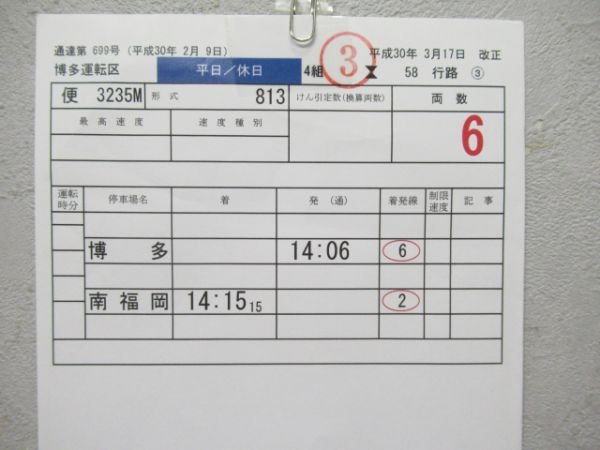 通達第 699号 (平成30年 2月 9日)
平成30年 3月17日 改正
博多運転区 平日/休日 4組 ③ 58 行路 ③
便 3235M 形式 813 けん引定数(換算両数) 両数
最高速度 速度種別 6
運転時分 停車場名 着 発(通) 着発線 制限速度 記事
博多 14:06 6
南福岡 14:15 15 2